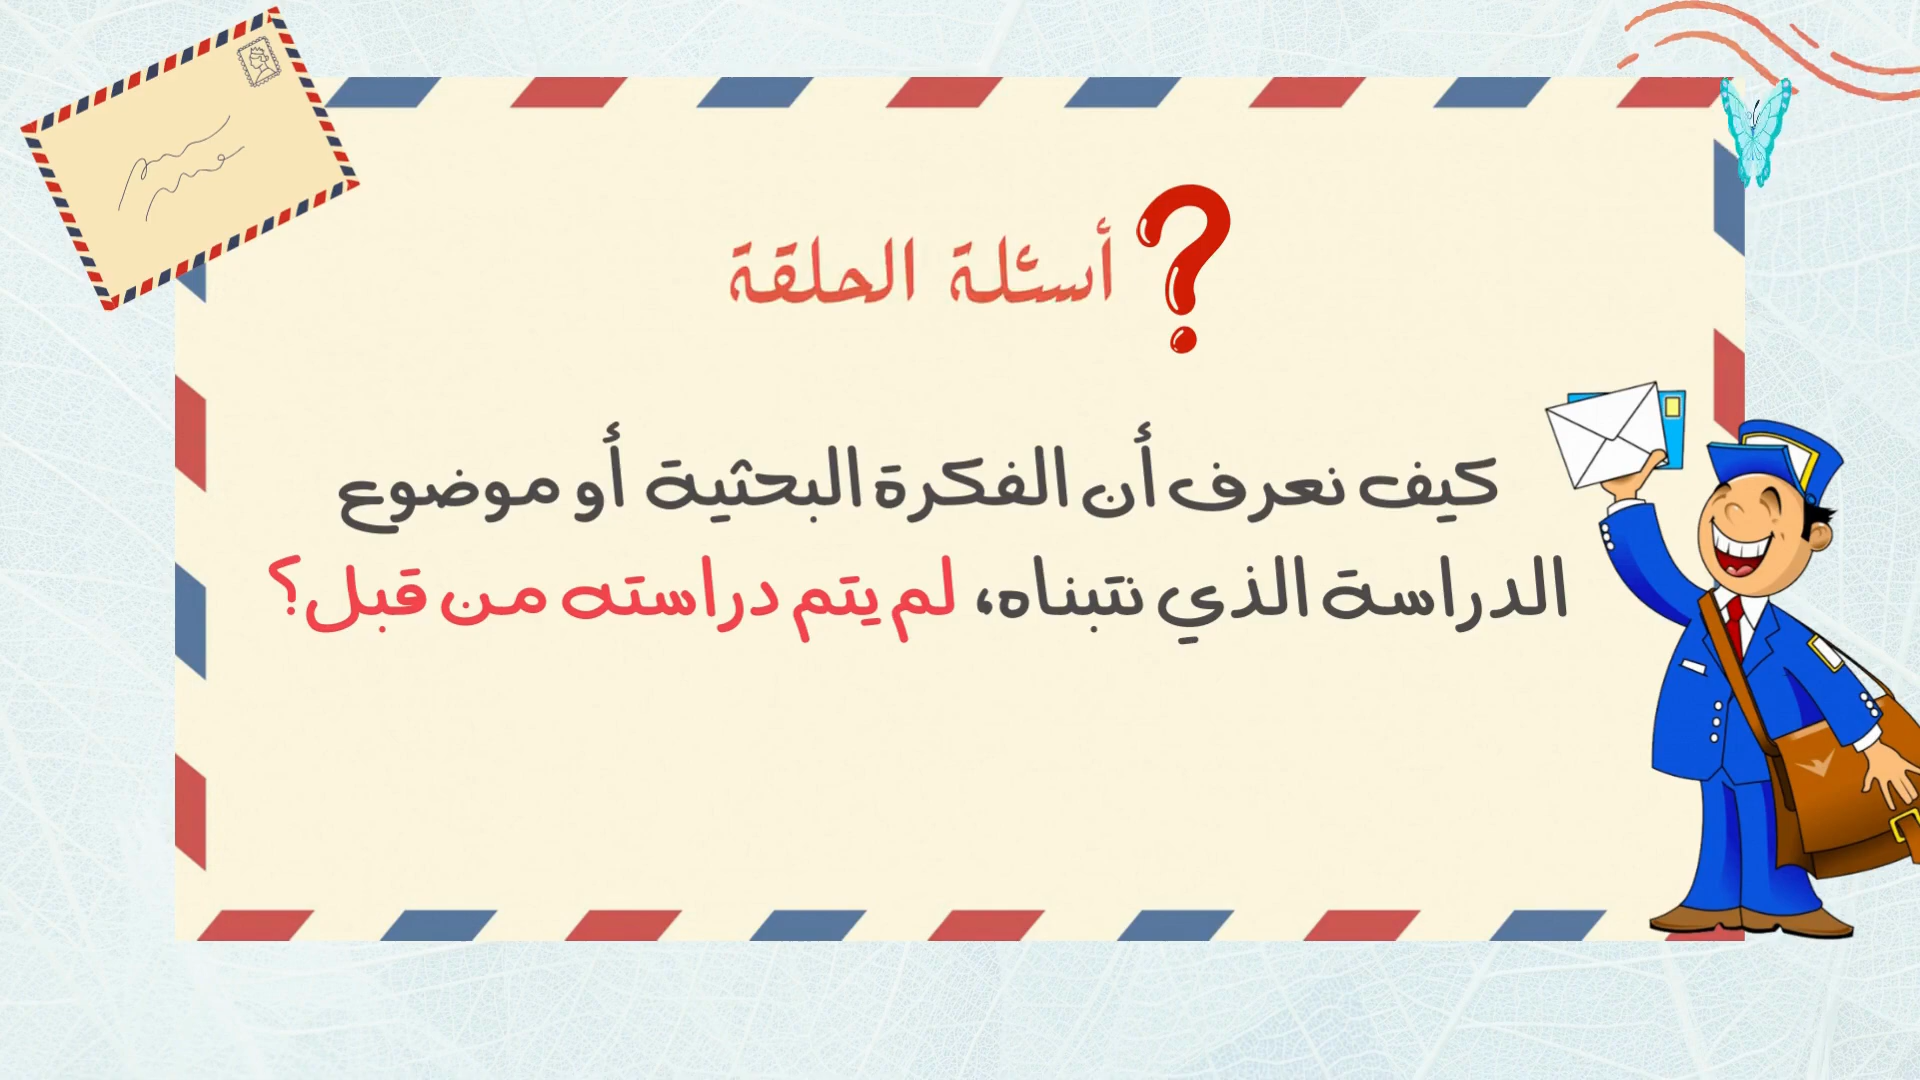 أسئلة الحلقة
كيف نعرف أن الفكرة البحثية أو موضوع
الدراسة الذي نتبناه، لم يتم دراسته من قبل؟